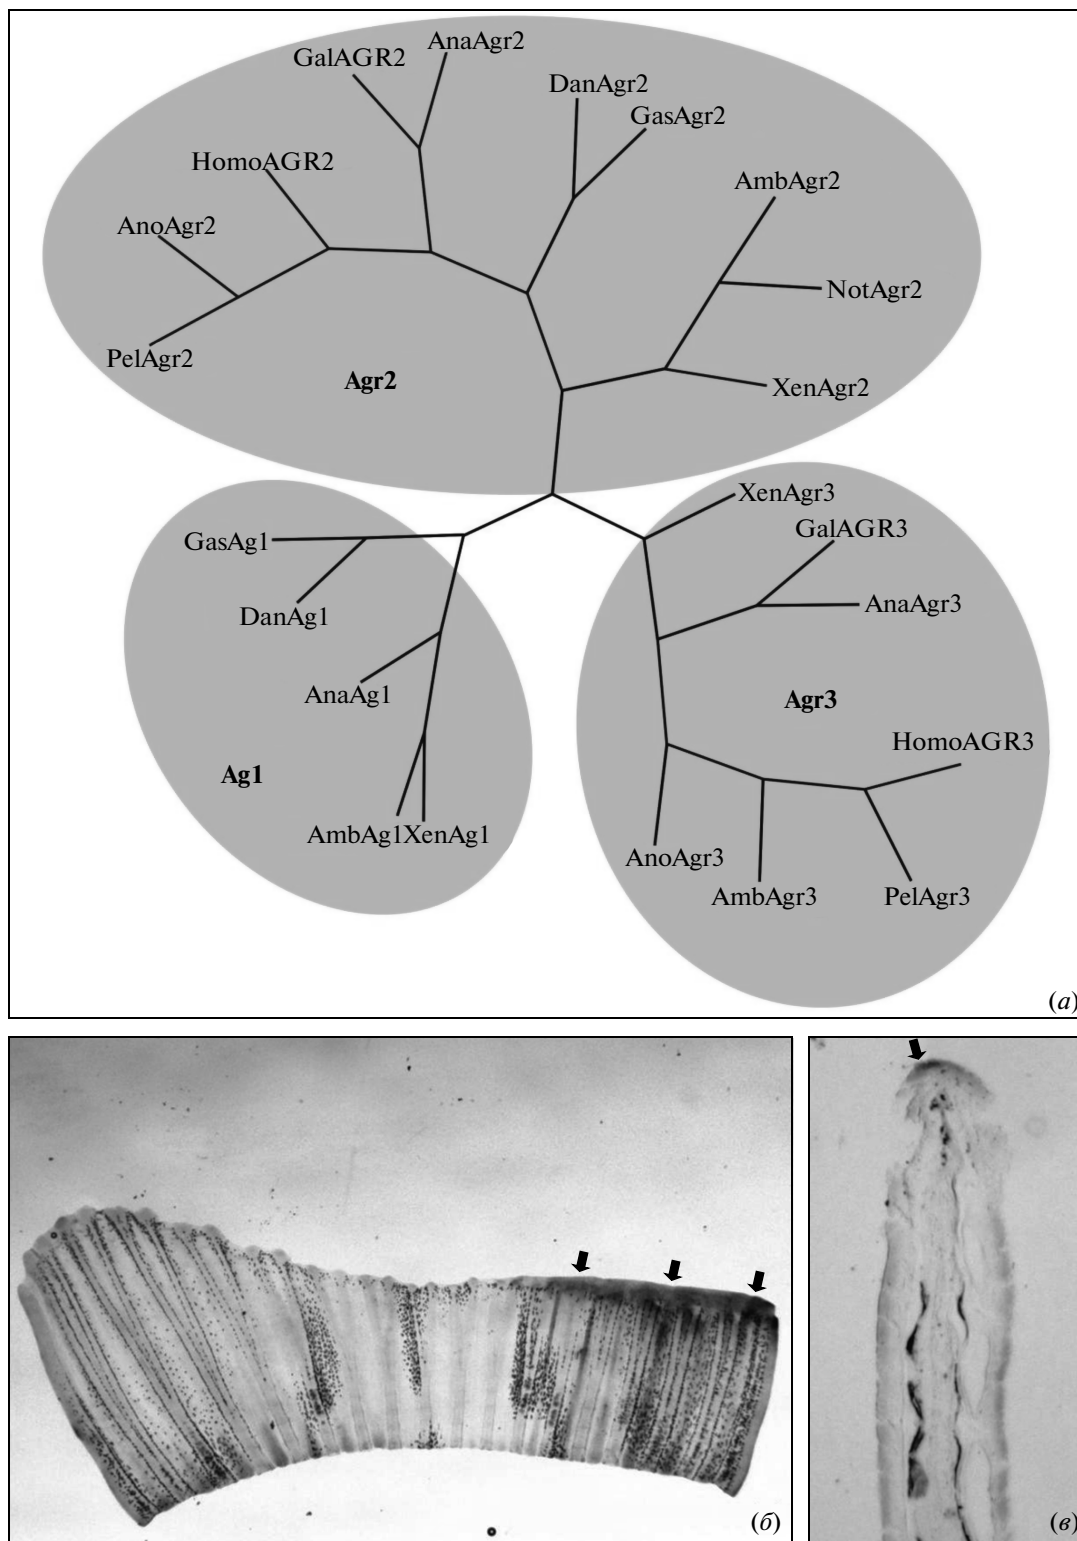 AnaAgr2
GalAGR2
DanAgr2
GasAgr2
HomoAGR2
AmbAgr2
AnoAgr2
NotAgr2
PelAgr2
Agr2
XenAgr2
XenAgr3
GalAGR3
GasAg1
AnaAgr3
DanAg1
AnaAg1
Agr3
HomoAGR3
Ag1
AmbAg1XenAg1
AnoAgr3
AmbAgr3
PelAgr3
(а)
(б)
(в)